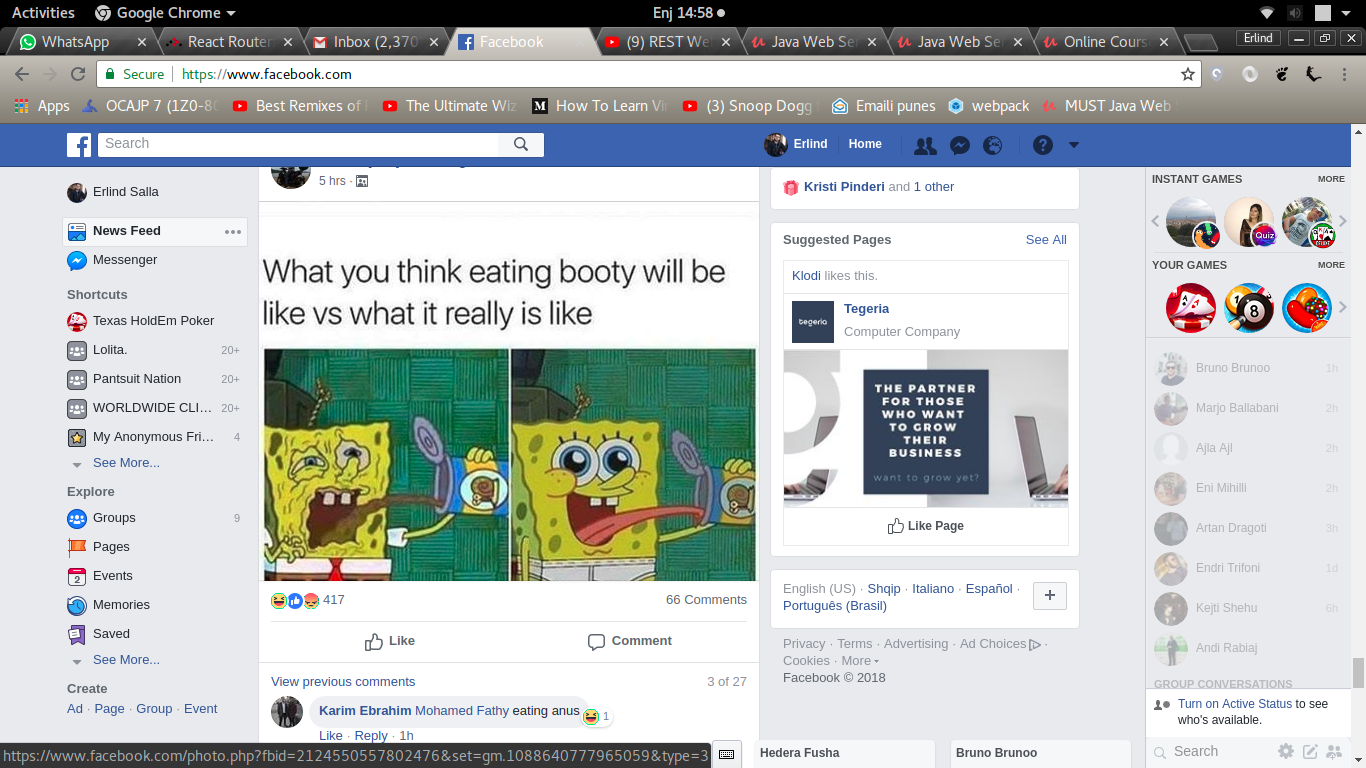 Activities
Google Chrome
Enj 14:58
WhatsApp
React Router
Inbox (2,370
Facebook
(9) REST We
Java Web Ser
Java Web Ser
Online Cours
Erlind
Secure
https://www.facebook.com
Apps
OCAJP 7 (1Z0-80
Best Remixes of
The Ultimate Wiz
How To Learn Vi
(3) Snoop Dogg
Emaili punes
webpack
MUST Java Web
Search
Erlind
Home
Erlind Salla
News Feed
Messenger
Shortcuts
Texas HoldEm Poker
Lolita. 20+
Pantsuit Nation 20+
WORLDWIDE CLI... 20+
My Anonymous Fri... 4
See More...
Explore
Groups 9
Pages
Events
Memories
Saved
See More...
Create
Ad · Page · Group · Event
5 hrs ·
What you think eating booty will be
like vs what it really is like
417
66 Comments
Like
Comment
View previous comments
3 of 27
Karim Ebrahim Mohamed Fathy eating anus
1
Like · Reply · 1h
Kristi Pinderi and 1 other
Suggested Pages
See All
Klodi likes this.
tegeria
Tegeria
Computer Company
THE PARTNER
FOR THOSE
WHO WANT
TO GROW
THEIR
BUSINESS
want to grow yet?
Like Page
English (US) · Shqip · Italiano · Español ·
Português (Brasil)
Privacy · Terms · Advertising · Ad Choices ·
Cookies · More
Facebook © 2018
INSTANT GAMES
MORE
Quiz
YOUR GAMES
MORE
8
Bruno Brunoo 1h
Marjo Ballabani 2h
Ajla Ajl 2h
Eni Mihilli 2h
Artan Dragoti 3h
Endri Trifoni 1d
Kejti Shehu 6h
Andi Rabiaj
GROUP CONVERSATIONS
Turn on Active Status to see
who's available.
Search
https://www.facebook.com/photo.php?fbid=2124550557802476&set=gm.1088640777965059&type=3
Hedera Fusha
Bruno Brunoo